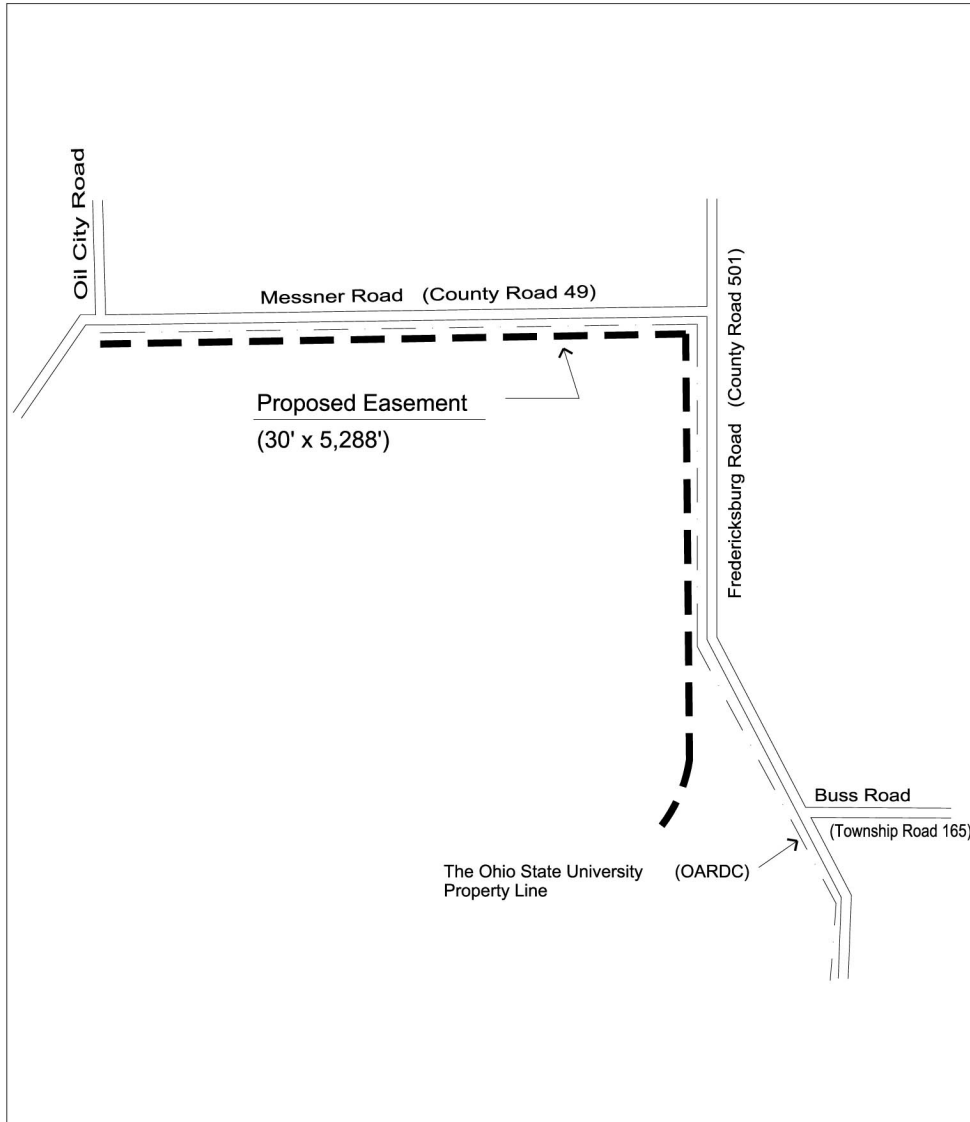 Oil City Road
Messner Road (County Road 49)
Fredericksburg Road (County Road 501)
Proposed Easement
(30' x 5,288')
Buss Road
(Township Road 165)
The Ohio State University (OARDC)
Property Line